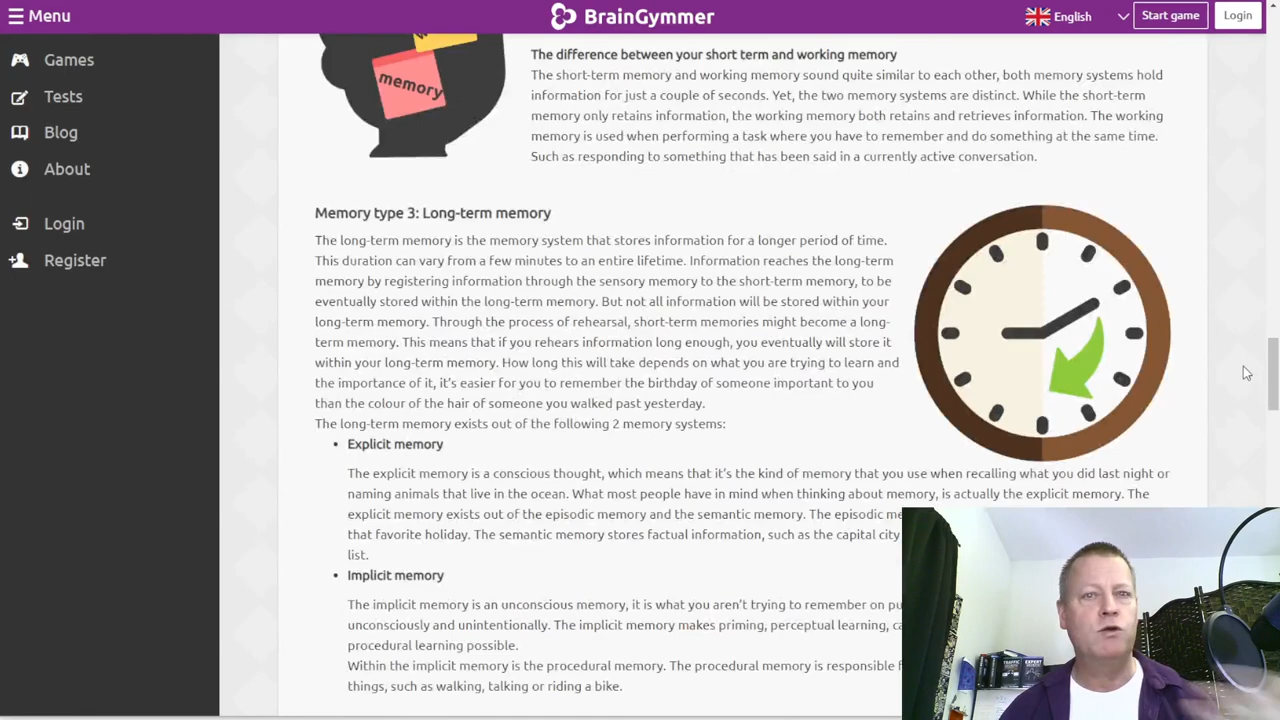 Menu
BrainGymmer
English
Start game
Login
Games
Tests
Blog
About
Login
Register
memory
The difference between your short term and working memory
The short-term memory and working memory sound quite similar to each other, both memory systems hold
information for just a couple of seconds. Yet, the two memory systems are distinct. While the short-term
memory only retains information, the working memory both retains and retrieves information. The working
memory is used when performing a task where you have to remember and do something at the same time.
Such as responding to something that has been said in a currently active conversation.
Memory type 3: Long-term memory
The long-term memory is the memory system that stores information for a longer period of time.
This duration can vary from a few minutes to an entire lifetime. Information reaches the long-term
memory by registering information through the sensory memory to the short-term memory, to be
eventually stored within the long-term memory. But not all information will be stored within your
long-term memory. Through the process of rehearsal, short-term memories might become a long-
term memory. This means that if you rehears information long enough, you eventually will store it
within your long-term memory. How long this will take depends on what you are trying to learn and
the importance of it, it's easier for you to remember the birthday of someone important to you
than the colour of the hair of someone you walked past yesterday.
The long-term memory exists out of the following 2 memory systems:
• Explicit memory
The explicit memory is a conscious thought, which means that it's the kind of memory that you use when recalling what you did last night or
naming animals that live in the ocean. What most people have in mind when thinking about memory, is actually the explicit memory. The
explicit memory exists out of the episodic memory and the semantic memory. The episodic me
that favorite holiday. The semantic memory stores factual information, such as the capital city
list.
• Implicit memory
The implicit memory is an unconscious memory, it is what you aren't trying to remember on pu
unconsciously and unintentionally. The implicit memory makes priming, perceptual learning, ca
procedural learning possible.
Within the implicit memory is the procedural memory. The procedural memory is responsible f
things, such as walking, talking or riding a bike.
TRAFFIC
EXPERT